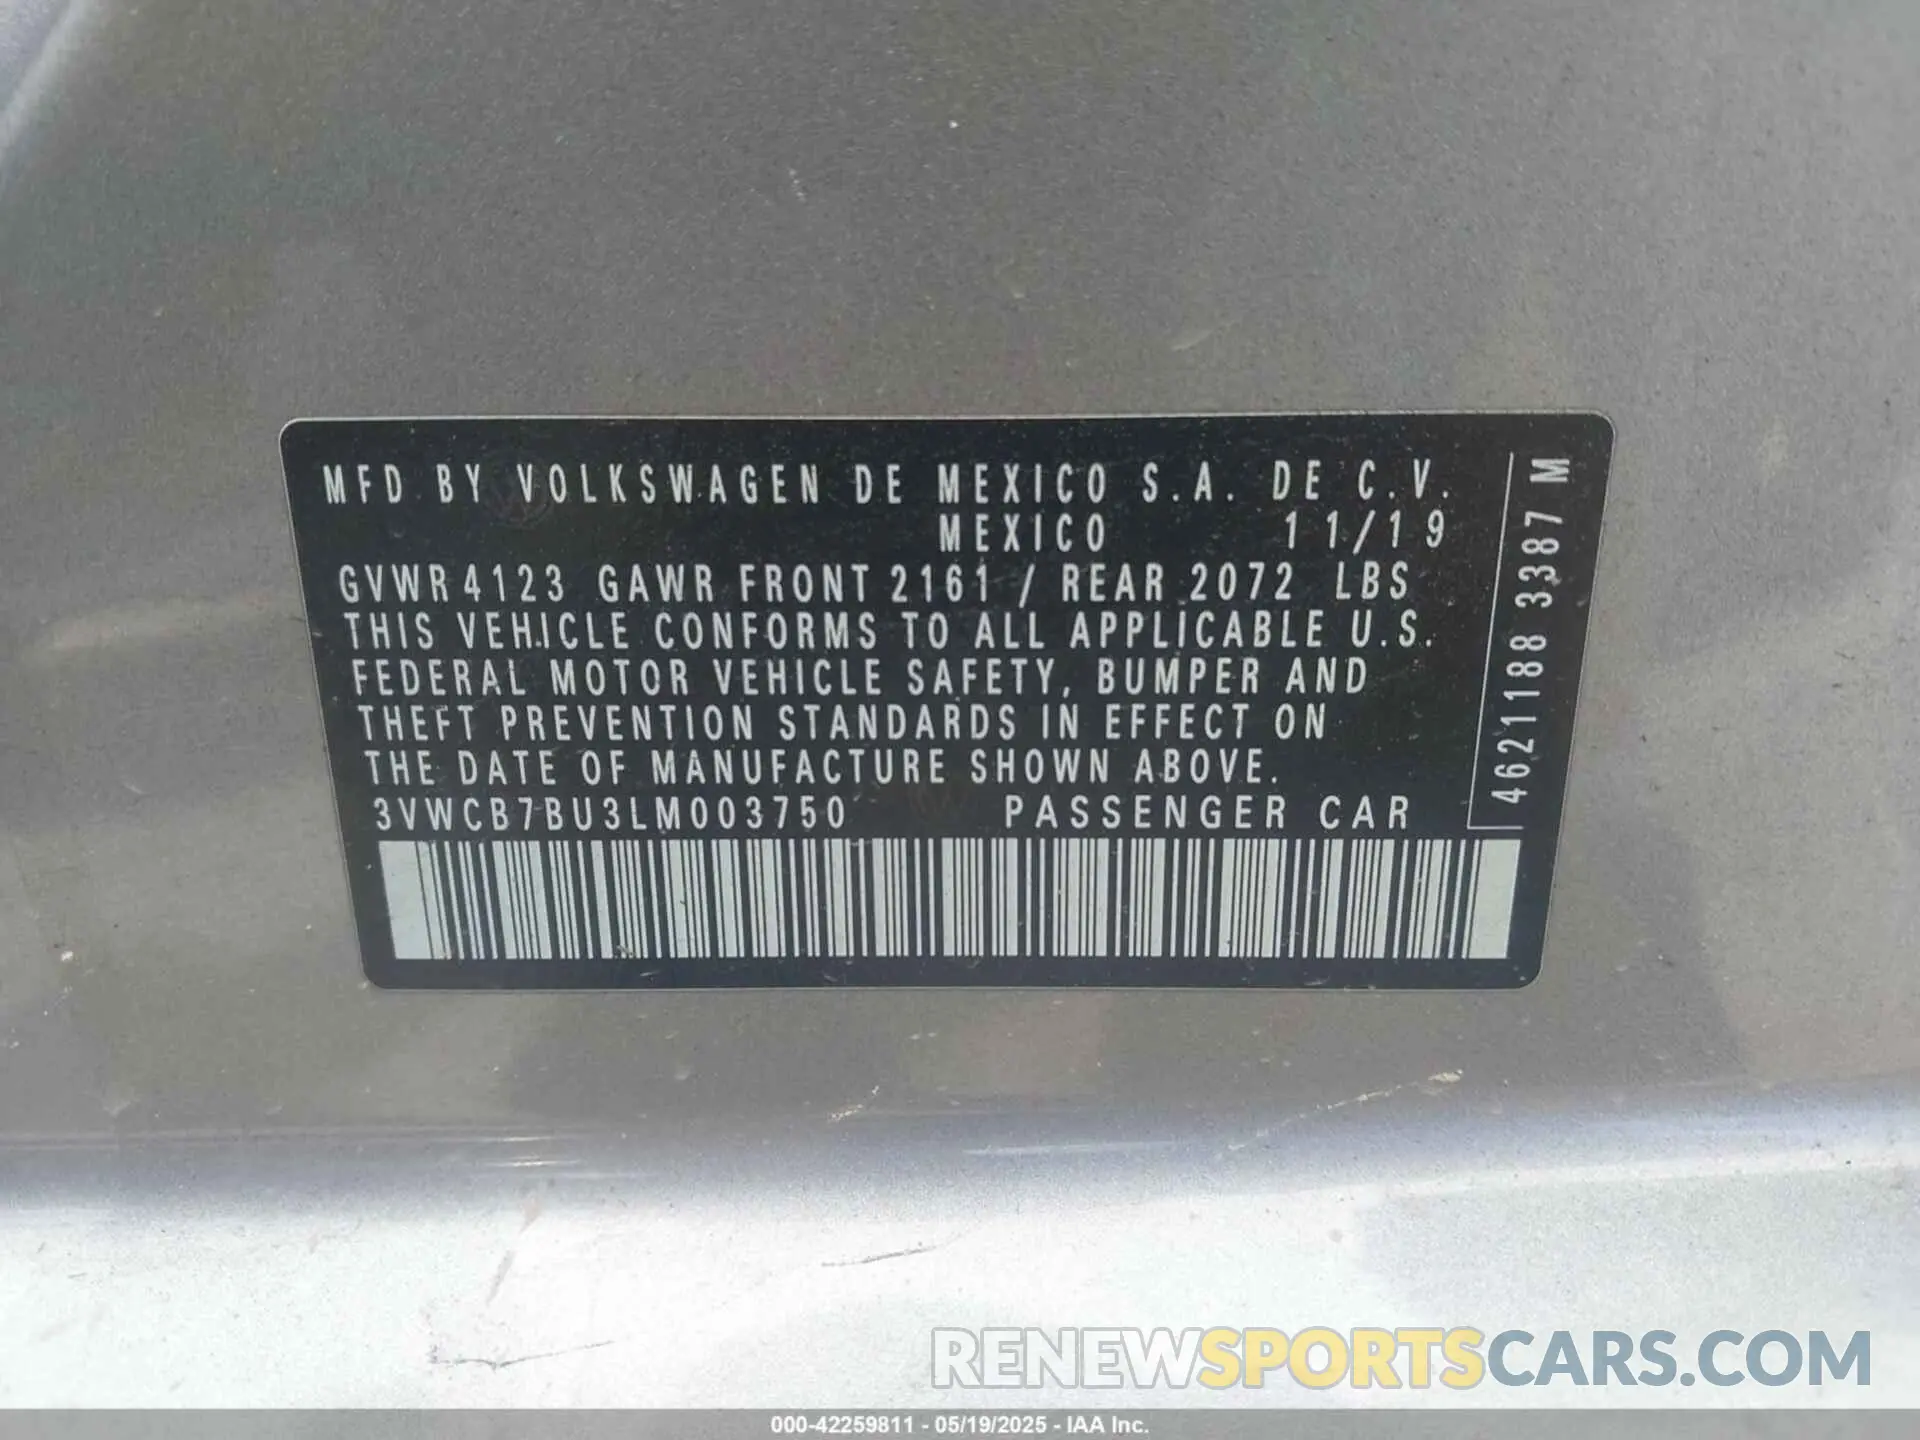 MFD BY VOLKSWAGEN DE MEXICO S.A. DE C.V.
MEXICO 11/19
GVWR 4123 GAWR FRONT 2161 / REAR 2072 LBS
THIS VEHICLE CONFORMS TO ALL APPLICABLE U.S.
FEDERAL MOTOR VEHICLE SAFETY, BUMPER AND
THEFT PREVENTION STANDARDS IN EFFECT ON
THE DATE OF MANUFACTURE SHOWN ABOVE.
3VWCB7BU3LM003750 PASSENGER CAR
4621188 3387 M
RENEWSPORTSCARS.COM
000-42259811 - 05/19/2025 - IAA Inc.